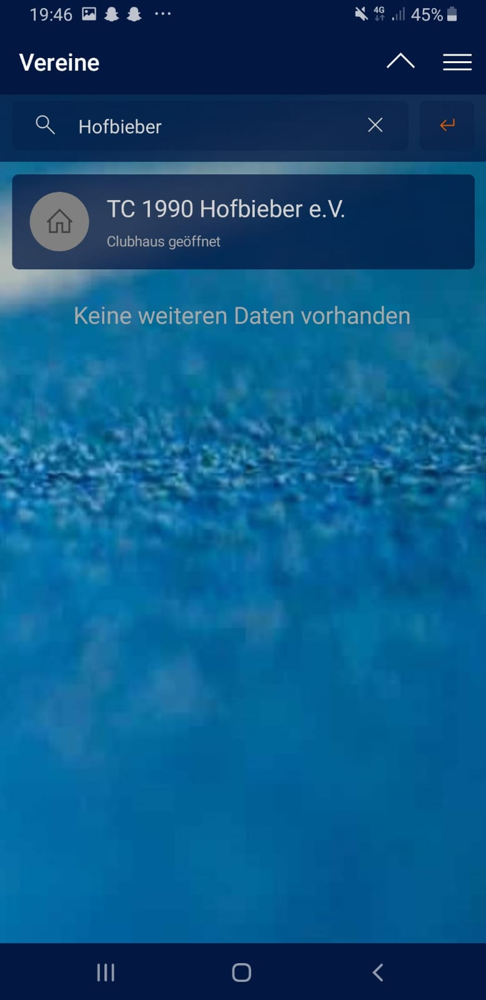 19:46 4G 45%
Vereine
Hofbieber
TC 1990 Hofbieber e.V.
Clubhaus geöffnet
Keine weiteren Daten vorhanden